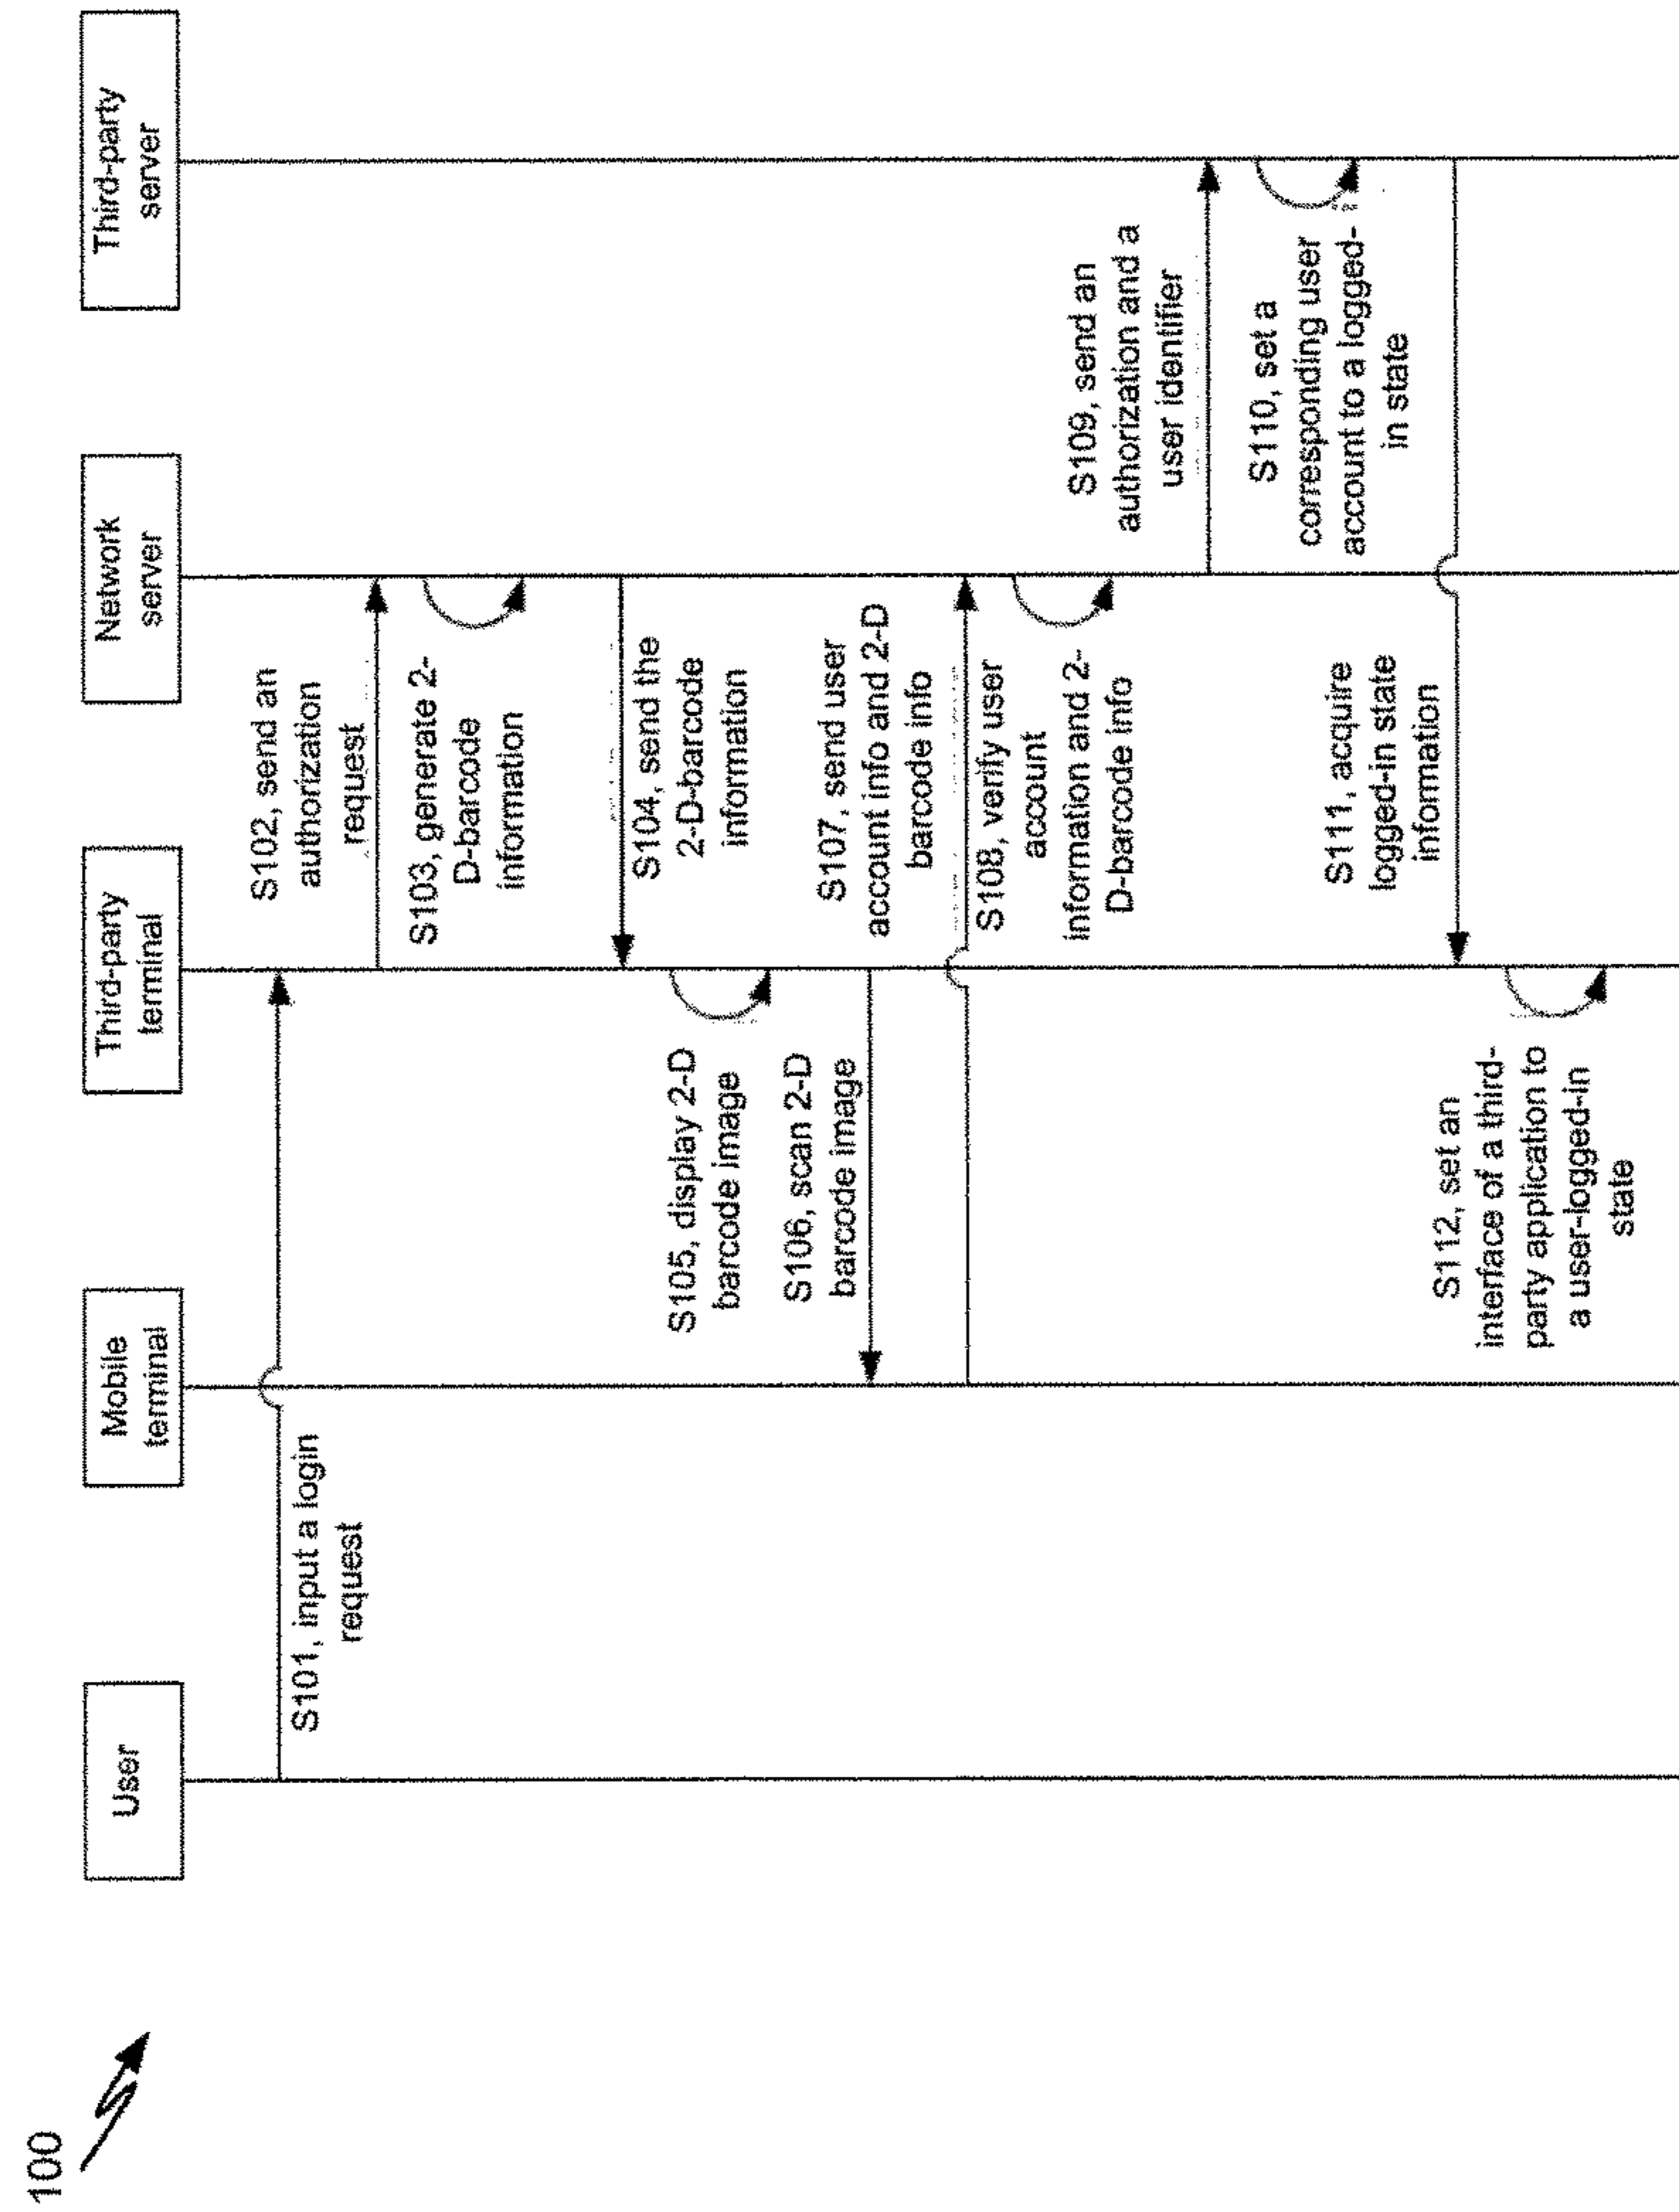 100
User
Mobile
terminal
Third-party
terminal
Network
server
Third-party
server
S101, input a login
request
S102, send an
authorization
request
S103, generate 2-
D-barcode
information
S104, send the
2-D-barcode
information
S105, display 2-D
barcode image
S106, scan 2-D
barcode image
S107, send user
account info and 2-D
barcode info
S108, verify user
account
information and 2-
D-barcode info
S109, send an
authorization and a
user identifier
S110, set a
corresponding user
account to a logged-
in state
S111, acquire
logged-in state
information
S112, set an
interface of a third-
party application to
a user-logged-in
state